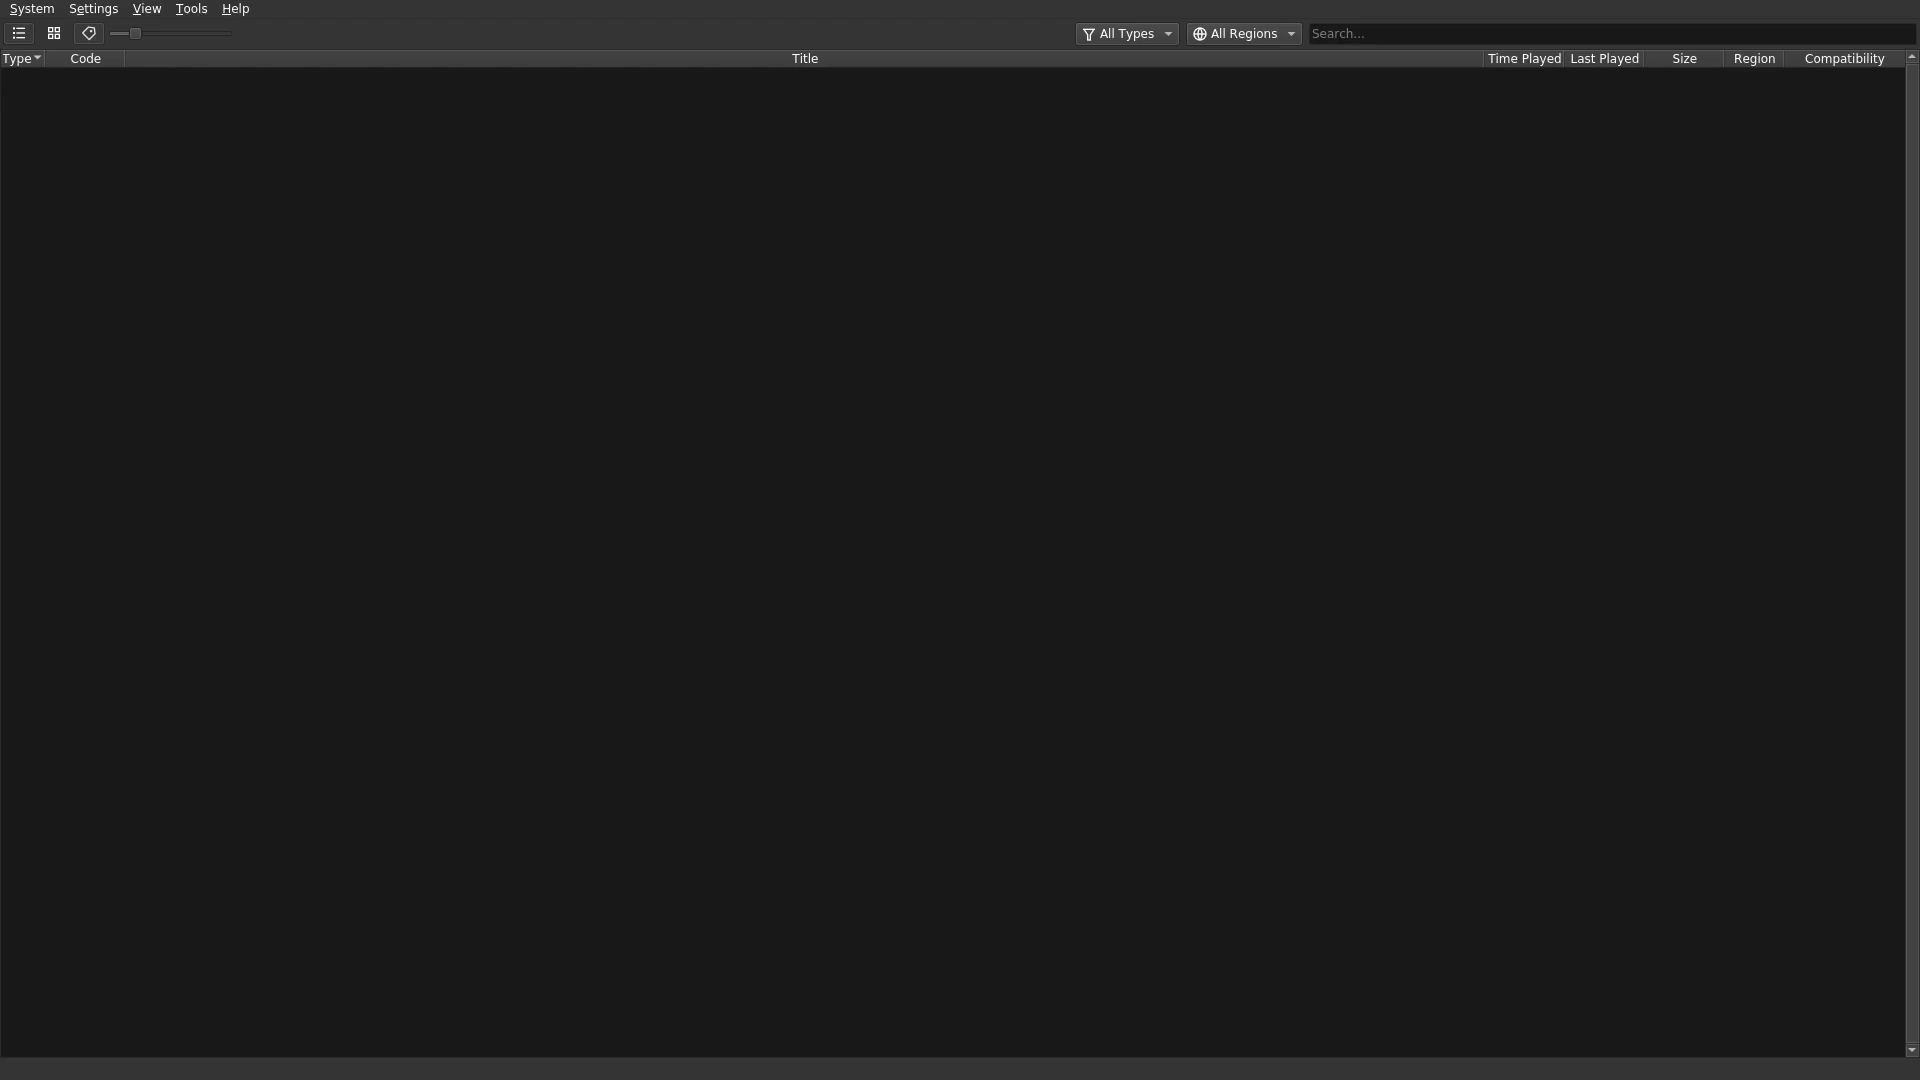 System Settings View Tools Help
All Types All Regions Search...
Type Code Title Time Played Last Played Size Region Compatibility